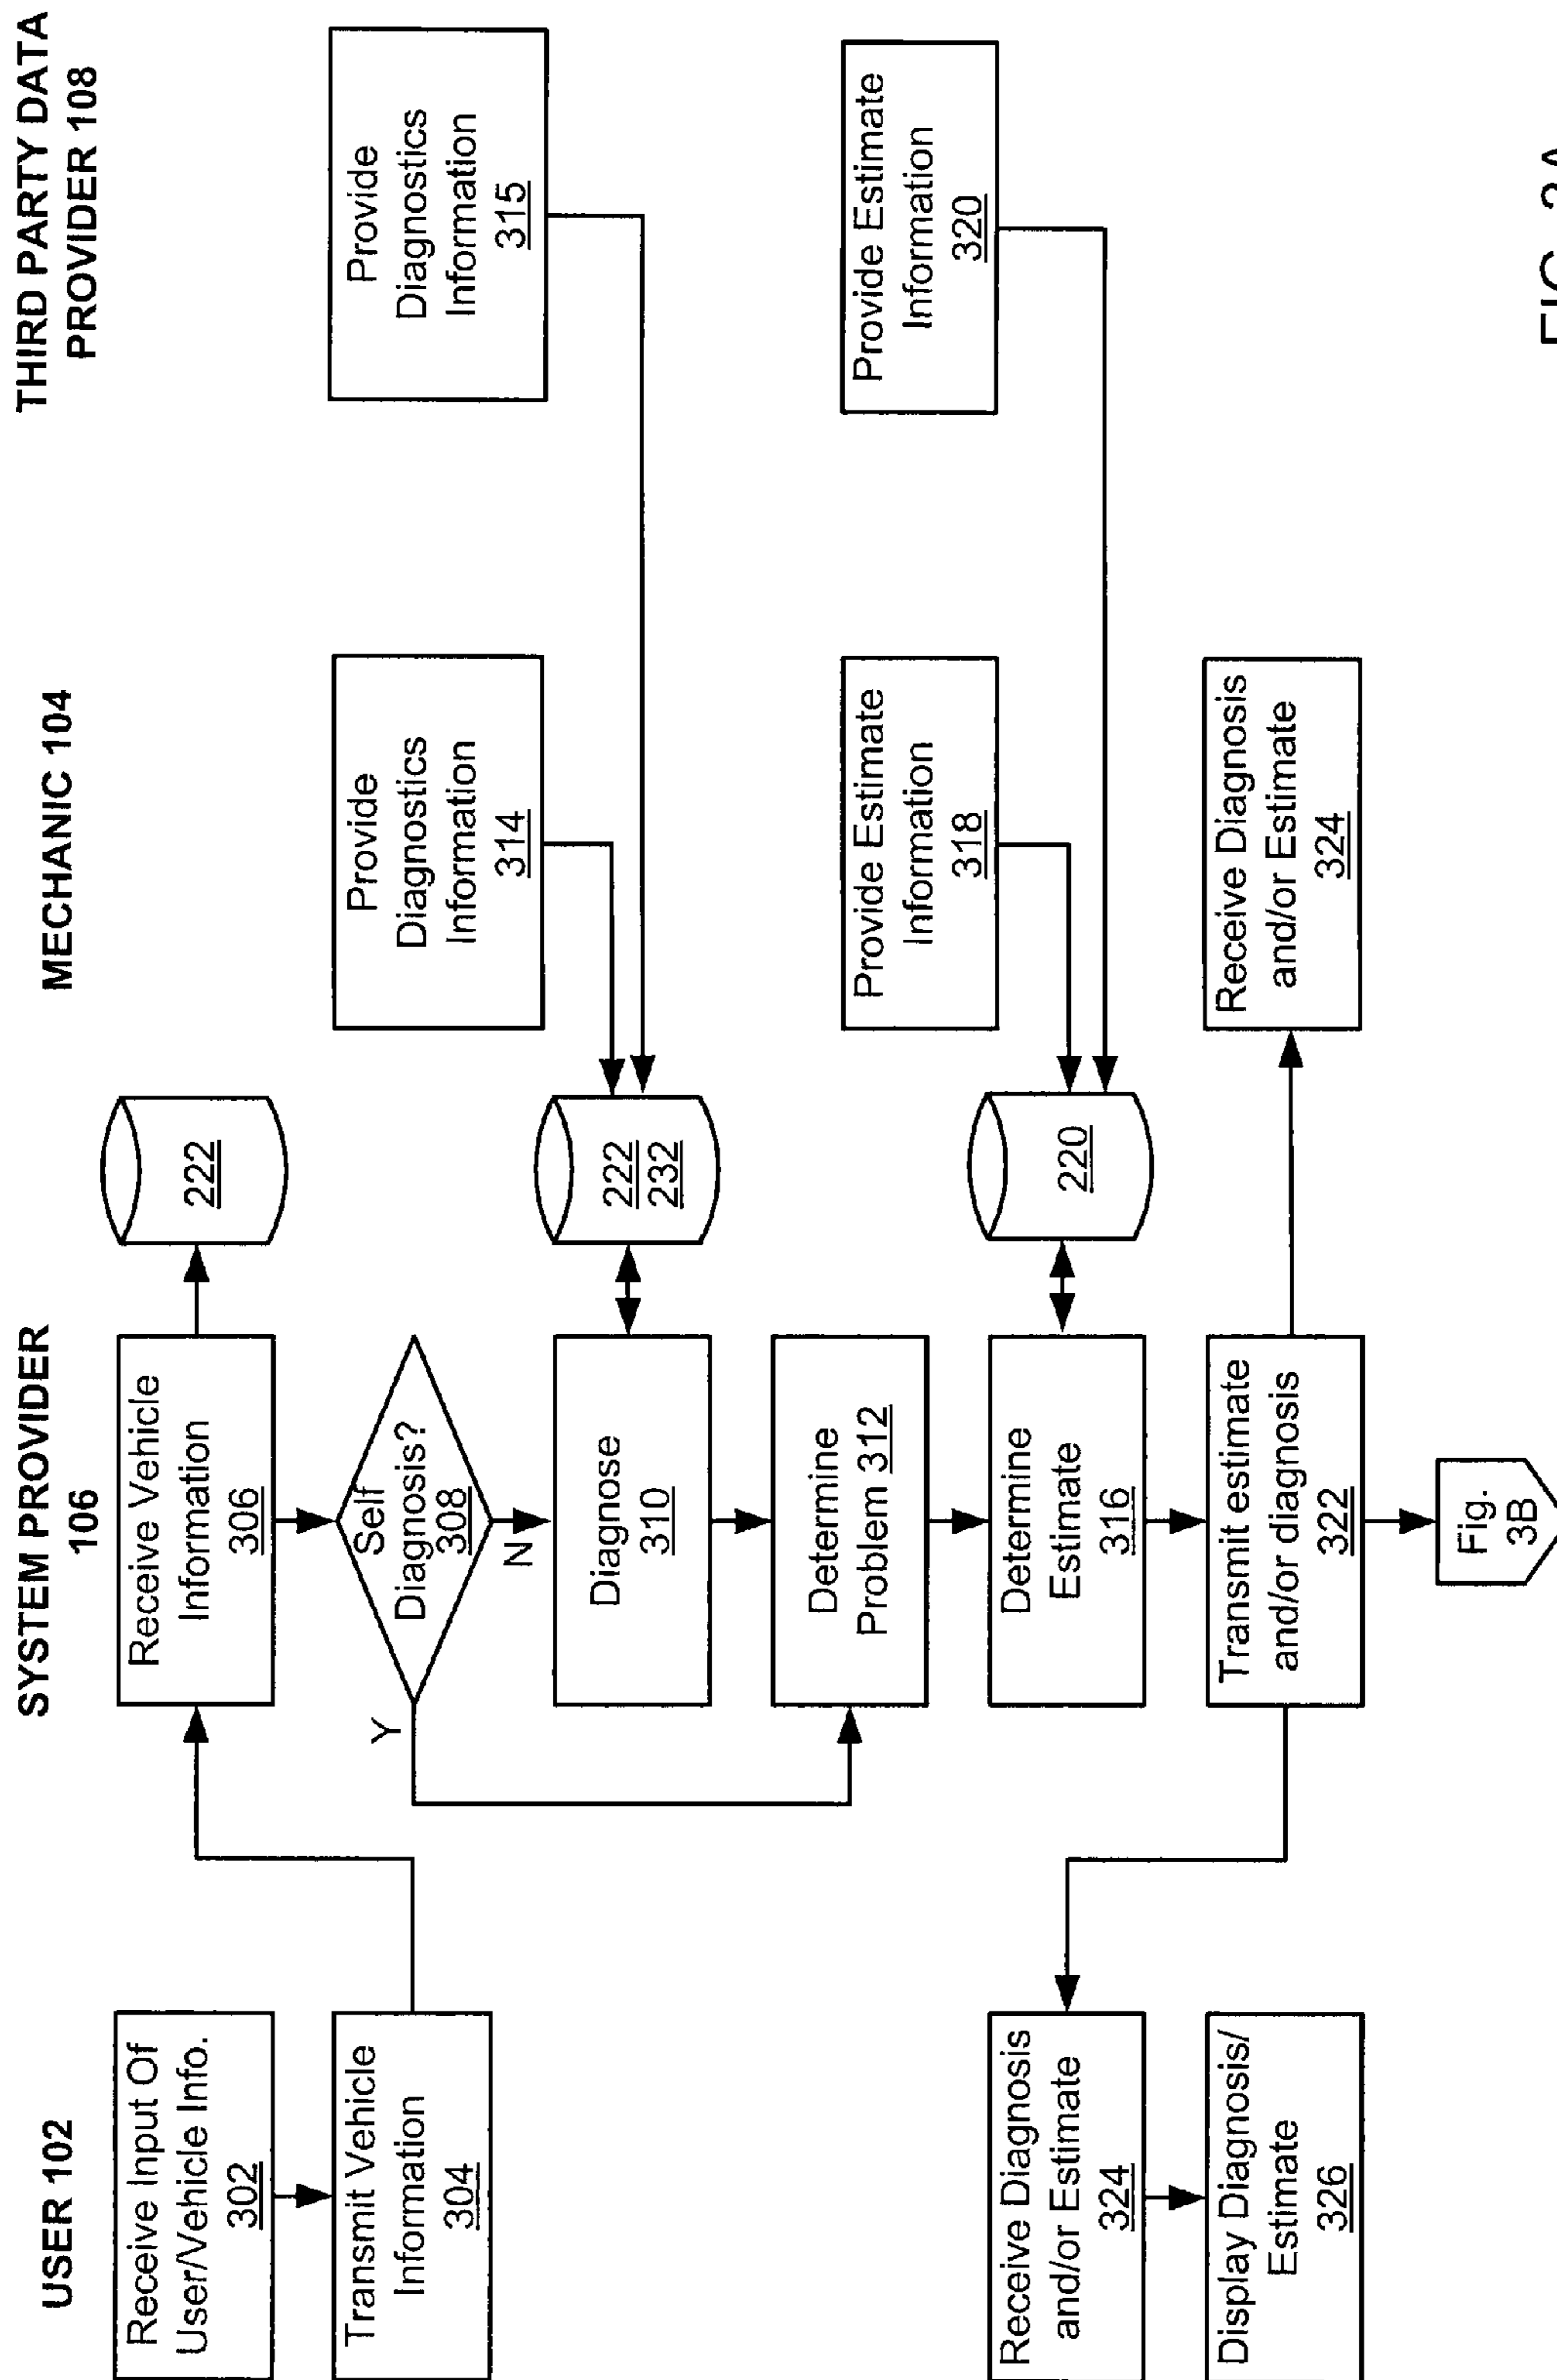 USER 102
SYSTEM PROVIDER
106
MECHANIC 104
THIRD PARTY DATA
PROVIDER 108
Receive Input Of
User/Vehicle Info.
302
Transmit Vehicle
Information
304
Receive Vehicle
Information
306
222
Self
Diagnosis?
308
Y
N
Diagnose
310
222
232
Provide
Diagnostics
Information
314
Provide
Diagnostics
Information
315
Determine
Problem 312
Determine
Estimate
316
220
Provide Estimate
Information
318
Provide Estimate
Information
320
Transmit estimate
and/or diagnosis
322
Receive Diagnosis
and/or Estimate
324
Receive Diagnosis
and/or Estimate
324
Display Diagnosis/
Estimate
326
Fig.
3B
FIG. 3A